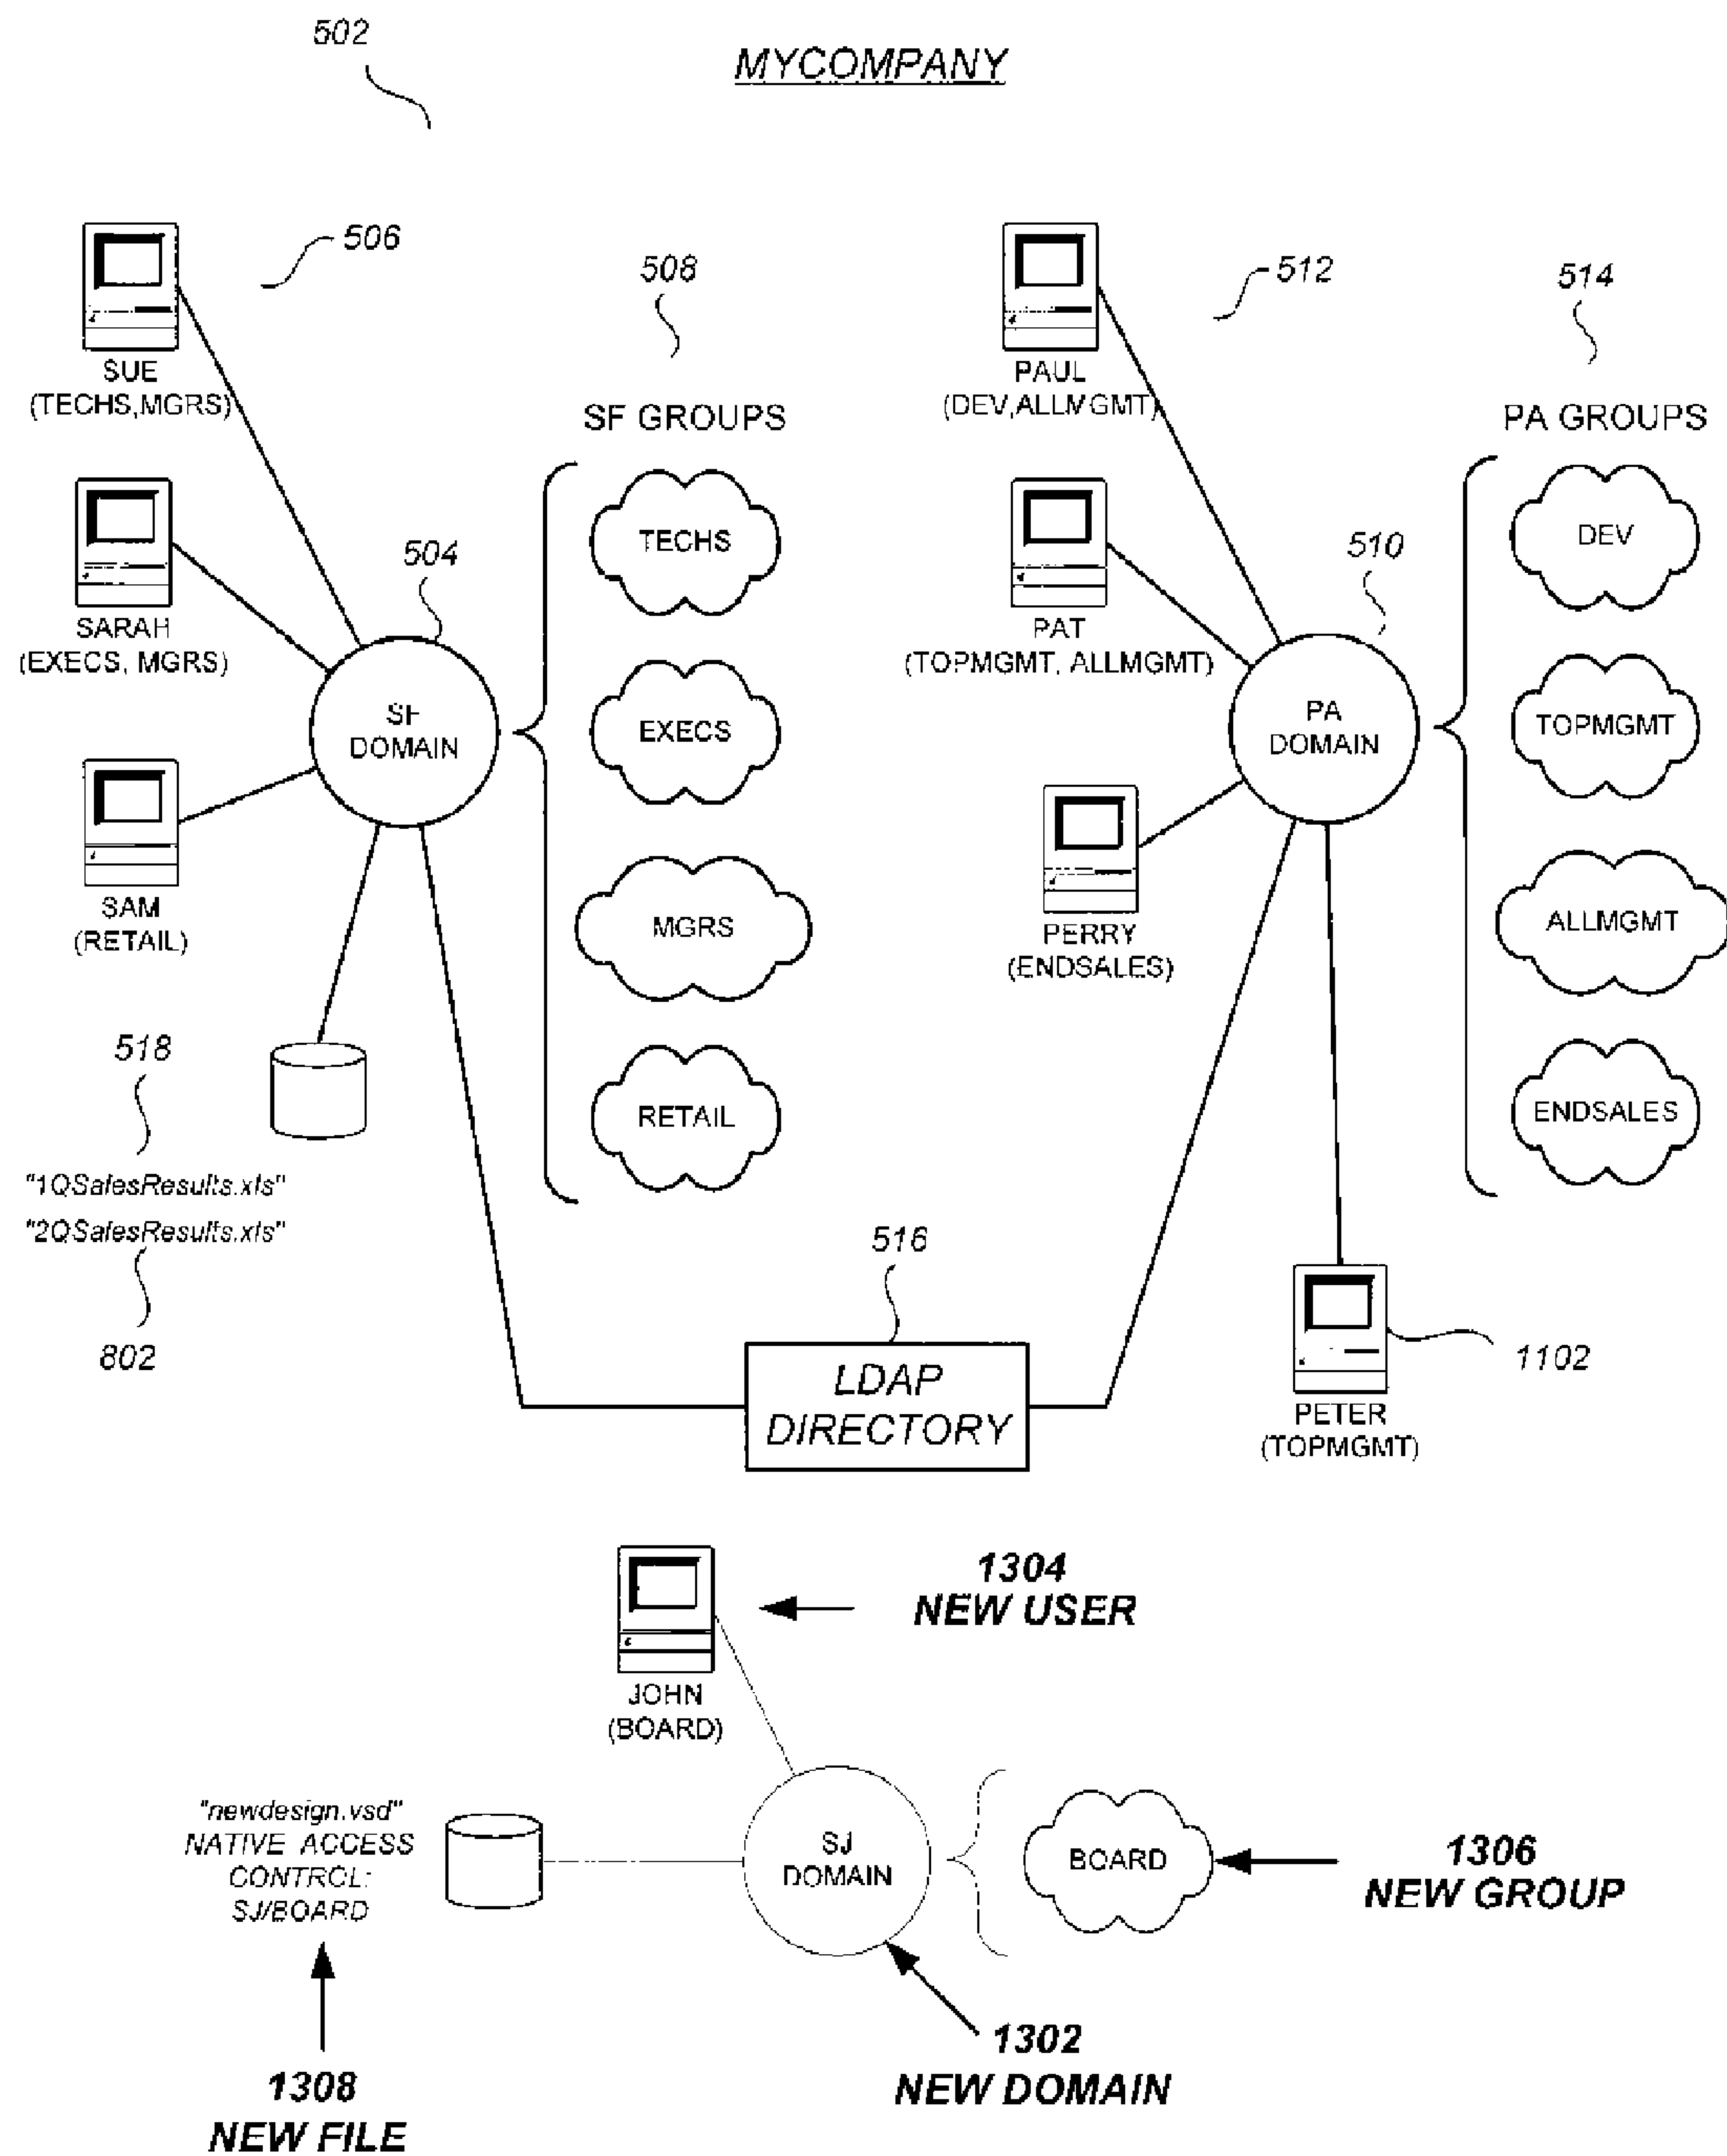 502
MYCOMPANY
506
508
512
514
SUE
(TECHS,MGRS)
SF GROUPS
PAUL
(DEV,ALLMGMT)
PA GROUPS
TECHS
DEV
504
510
SARAH
(EXECS, MGRS)
PAT
(TOPMGMT, ALLMGMT)
SF
DOMAIN
EXECS
PA
DOMAIN
TOPMGMT
SAM
(RETAIL)
MGRS
PERRY
(ENDSALES)
ALLMGMT
518
RETAIL
ENDSALES
"1QSalesResults.xls"
"2QSalesResults.xls"
802
516
LDAP
DIRECTORY
1102
PETER
(TOPMGMT)
1304
NEW USER
JOHN
(BOARD)
"newdesign.vsd"
NATIVE ACCESS
CONTROL:
SJ/BOARD
SJ
DOMAIN
BOARD
1306
NEW GROUP
1302
NEW DOMAIN
1308
NEW FILE